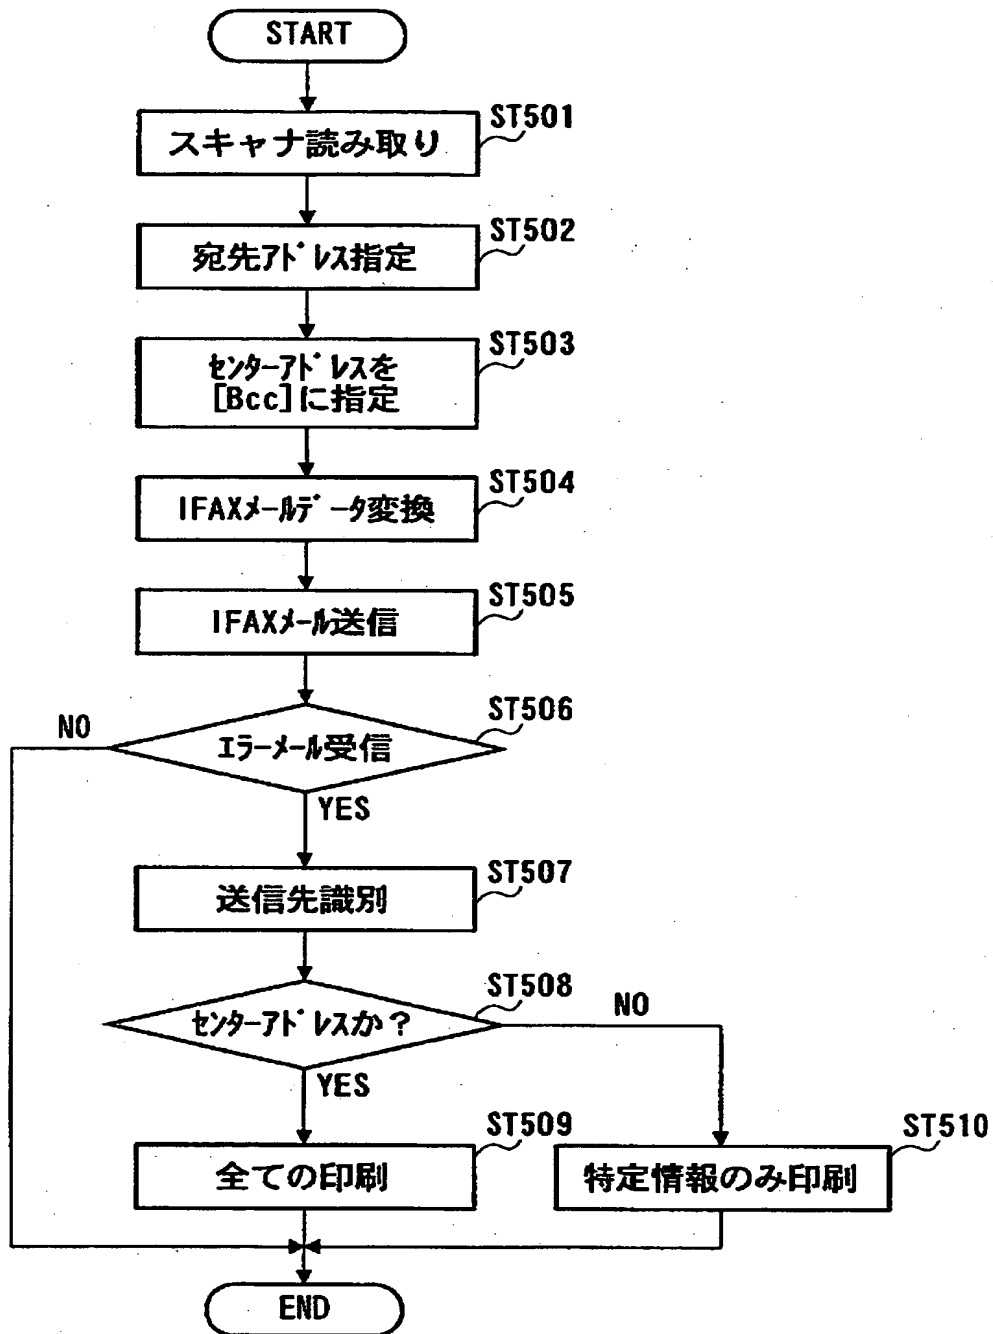 START
ST501
スキャナ読み取り
ST502
宛先ｱﾄﾞﾚｽ指定
ST503
ｾﾝﾀｰｱﾄﾞﾚｽを
[Bcc]に指定
ST504
IFAXﾒｰﾙﾃﾞｰﾀ変換
ST505
IFAXﾒｰﾙ送信
ST506
NO
ｴﾗｰﾒｰﾙ受信
YES
ST507
送信先識別
ST508
NO
ｾﾝﾀｰｱﾄﾞﾚｽか？
YES
ST509
ST510
全ての印刷
特定情報のみ印刷
END